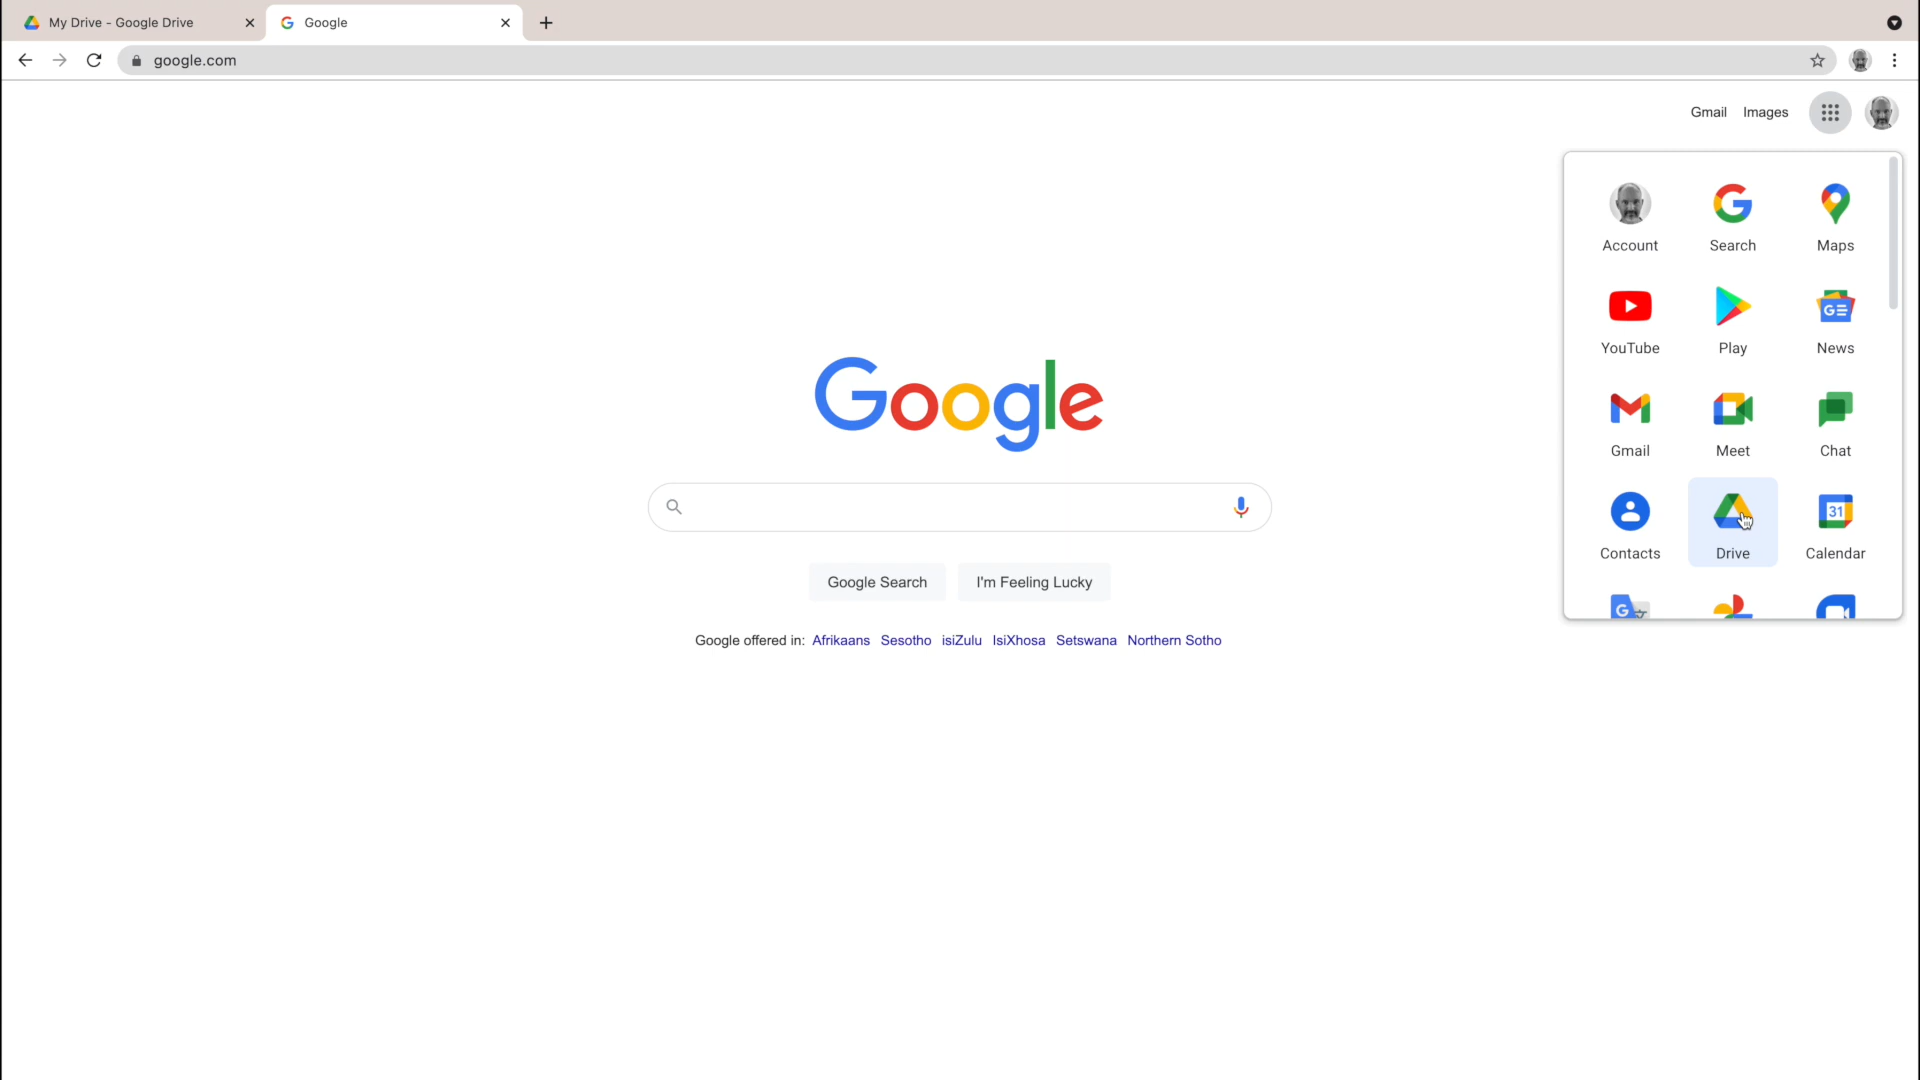 My Drive - Google Drive
Google
google.com
Gmail Images
Account Search Maps
YouTube Play News
Gmail Meet Chat
Contacts Drive Calendar
Google
Google Search I'm Feeling Lucky
Google offered in: Afrikaans Sesotho isiZulu IsiXhosa Setswana Northern Sotho